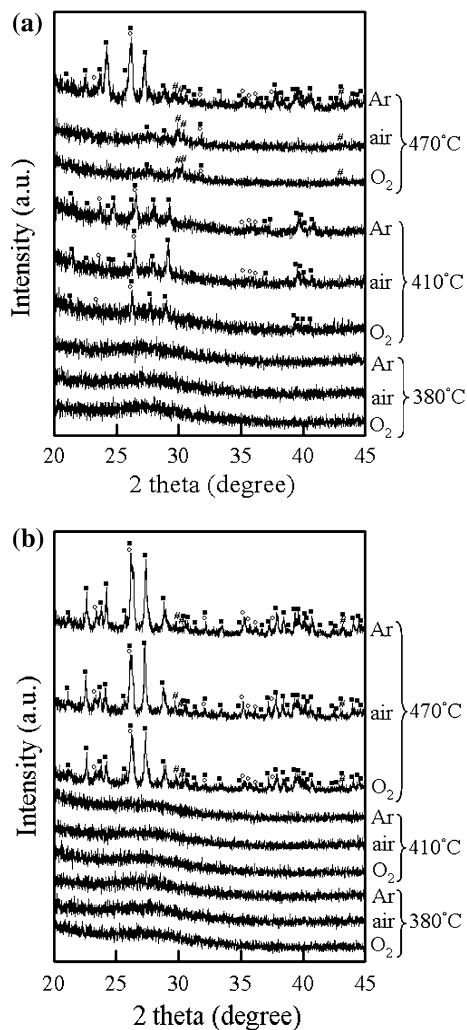 (a)
Intensity (a.u.)
Ar
air
O₂
470°C
Ar
air
O₂
410°C
Ar
air
O₂
380°C
20 25 30 35 40 45
2 theta (degree)
(b)
Intensity (a.u.)
Ar
air
O₂
470°C
Ar
air
O₂
410°C
Ar
air
O₂
380°C
20 25 30 35 40 45
2 theta (degree)